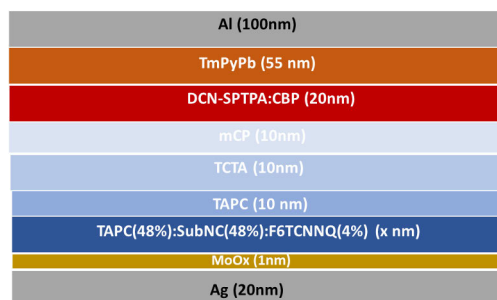 Al (100nm)
TmPyPb (55 nm)
DCN-SPTPA:CBP (20nm)
mCP (10nm)
TCTA (10nm)
TAPC (10 nm)
TAPC(48%):SubNC(48%):F6TCNNQ(4%) (x nm)
MoOx (1nm)
Ag (20nm)